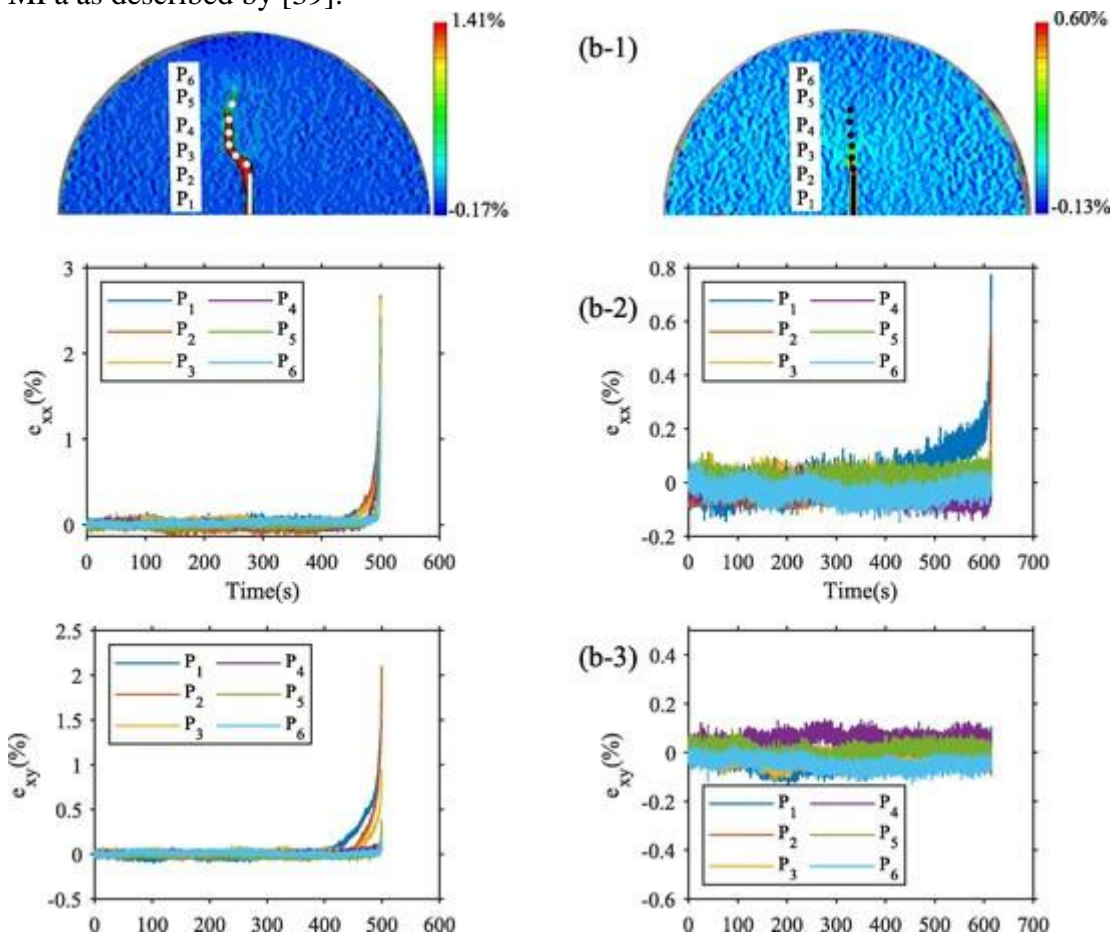 MPa as described by [39].
1.41%
P6
P5
P4
P3
P2
P1
-0.17%
(b-1)
0.60%
P6
P5
P4
P3
P2
P1
-0.13%
3
2
1
0
exx(%)
P1 P4
P2 P5
P3 P6
0 100 200 300 400 500 600
Time(s)
(b-2)
0.8
0.6
0.4
0.2
0
-0.2
exx(%)
P1 P4
P2 P5
P3 P6
0 100 200 300 400 500 600 700
Time(s)
2.5
2
1.5
1
0.5
0
-0.5
exy(%)
P1 P4
P2 P5
P3 P6
0 100 200 300 400 500 600
(b-3)
0.4
0.2
0
-0.2
-0.4
-0.6
exy(%)
P1 P4
P2 P5
P3 P6
0 100 200 300 400 500 600 700